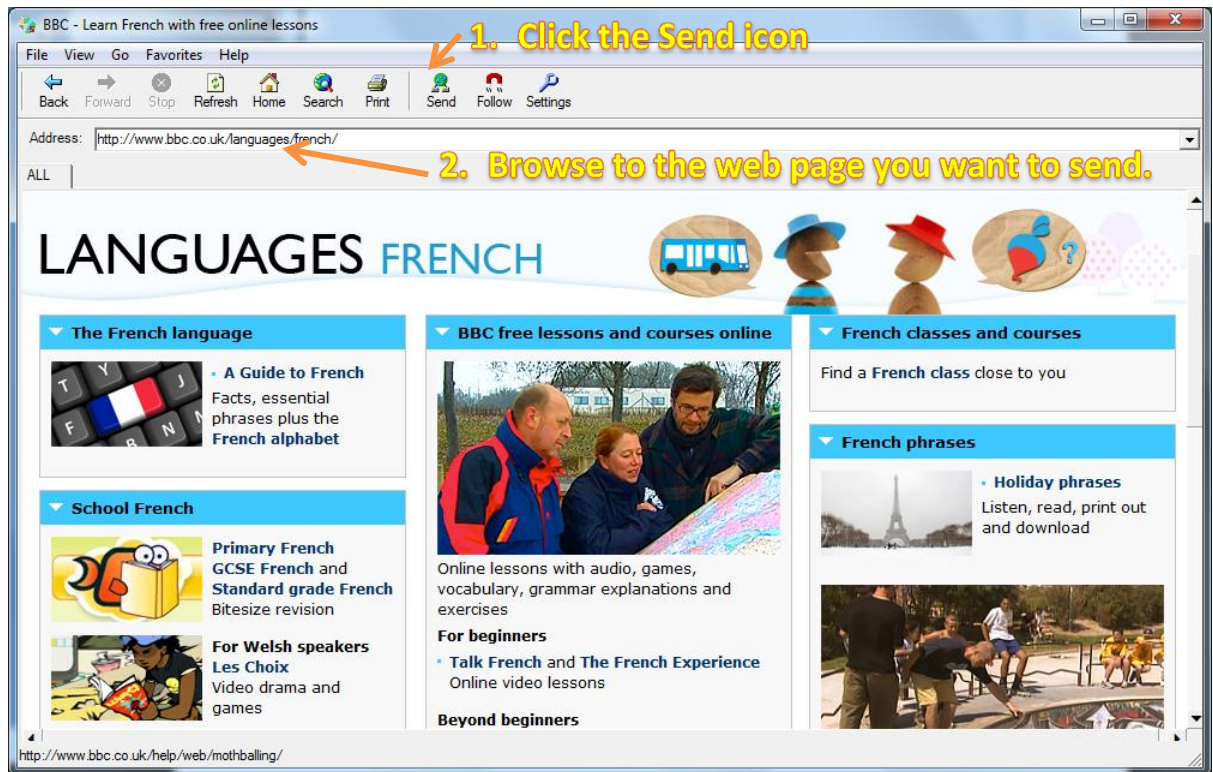 BBC - Learn French with free online lessons
1. Click the Send icon
File View Go Favorites Help
Back Forward Stop Refresh Home Search Print Send Follow Settings
Address: http://www.bbc.co.uk/languages/french/
2. Browse to the web page you want to send.
ALL
LANGUAGES FRENCH
?
The French language
A Guide to French
Facts, essential
phrases plus the
French alphabet
T Y J
F B N
School French
Primary French
GCSE French and
Standard grade French
Bitesize revision
For Welsh speakers
Les Choix
Video drama and
games
BBC free lessons and courses online
Online lessons with audio, games,
vocabulary, grammar explanations and
exercises
For beginners
Talk French and The French Experience
Online video lessons
Beyond beginners
French classes and courses
Find a French class close to you
French phrases
Holiday phrases
Listen, read, print out
and download
http://www.bbc.co.uk/help/web/mothballing/